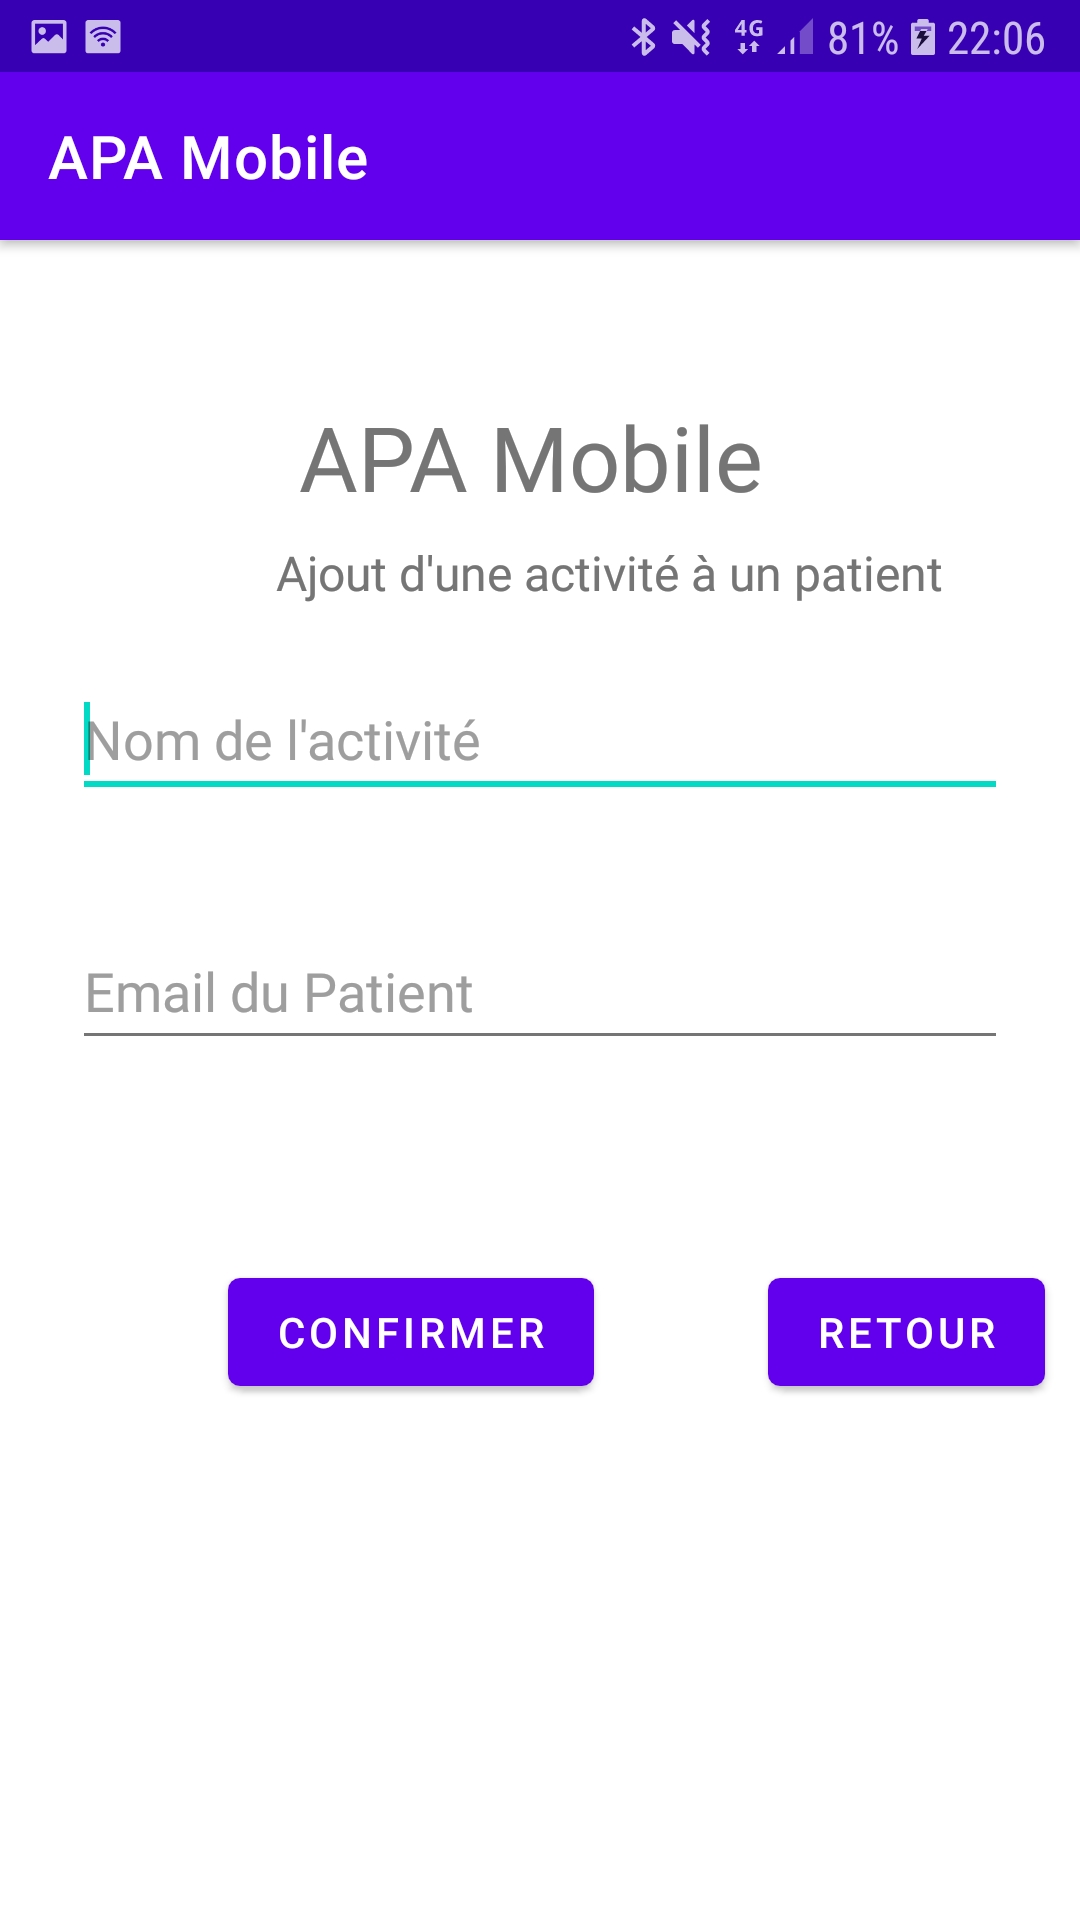 4G 81% 22:06
APA Mobile
APA Mobile
Ajout d'une activité à un patient
Nom de l'activité
Email du Patient
CONFIRMER RETOUR